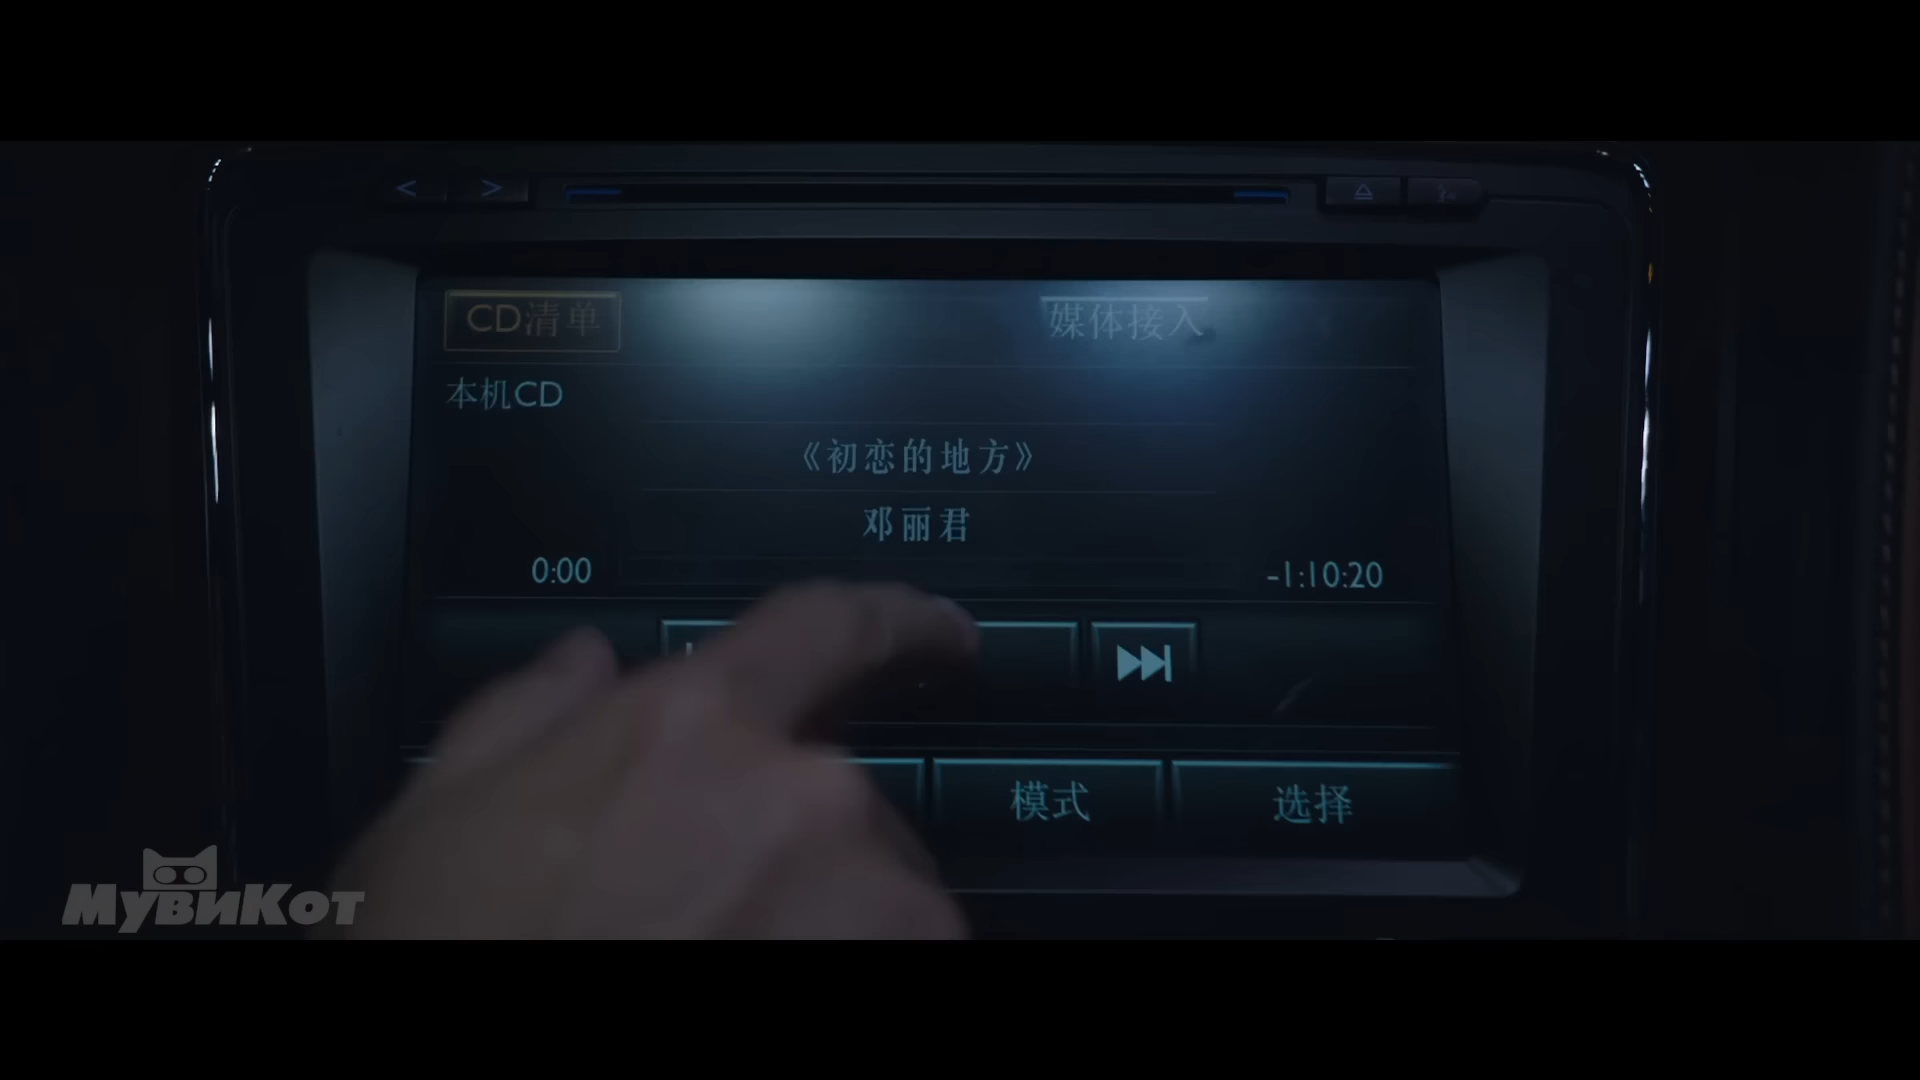 CD清单
媒体接入
本机CD
《初恋的地方》
邓丽君
0:00
-1:10:20
模式
选择
МувиКот